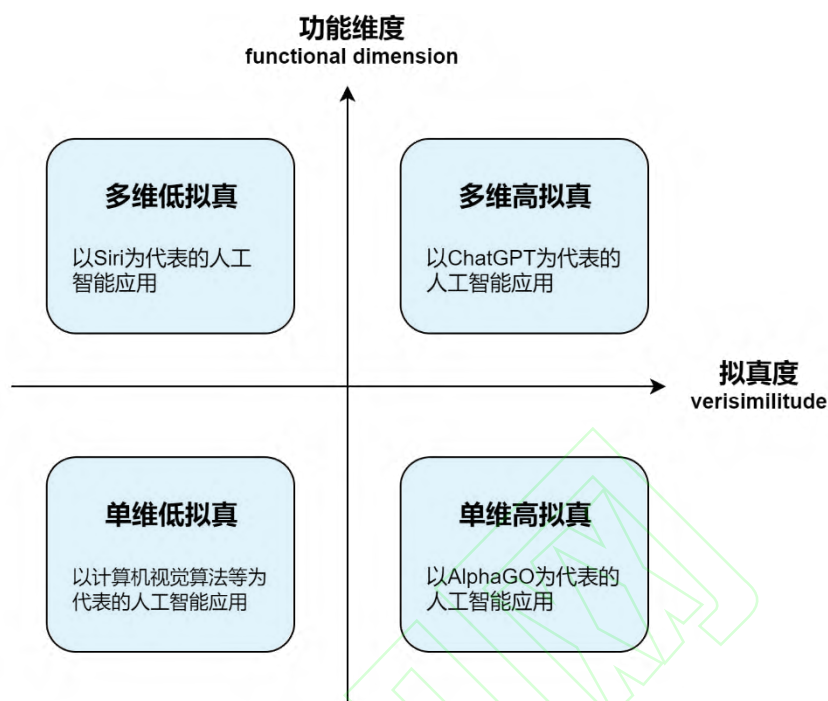 功能维度
functional dimension
多维低拟真
以Siri为代表的人工
智能应用
多维高拟真
以ChatGPT为代表的
人工智能应用
拟真度
verisimilitude
单维低拟真
以计算机视觉算法等为
代表的人工智能应用
单维高拟真
以AlphaGO为代表的
人工智能应用